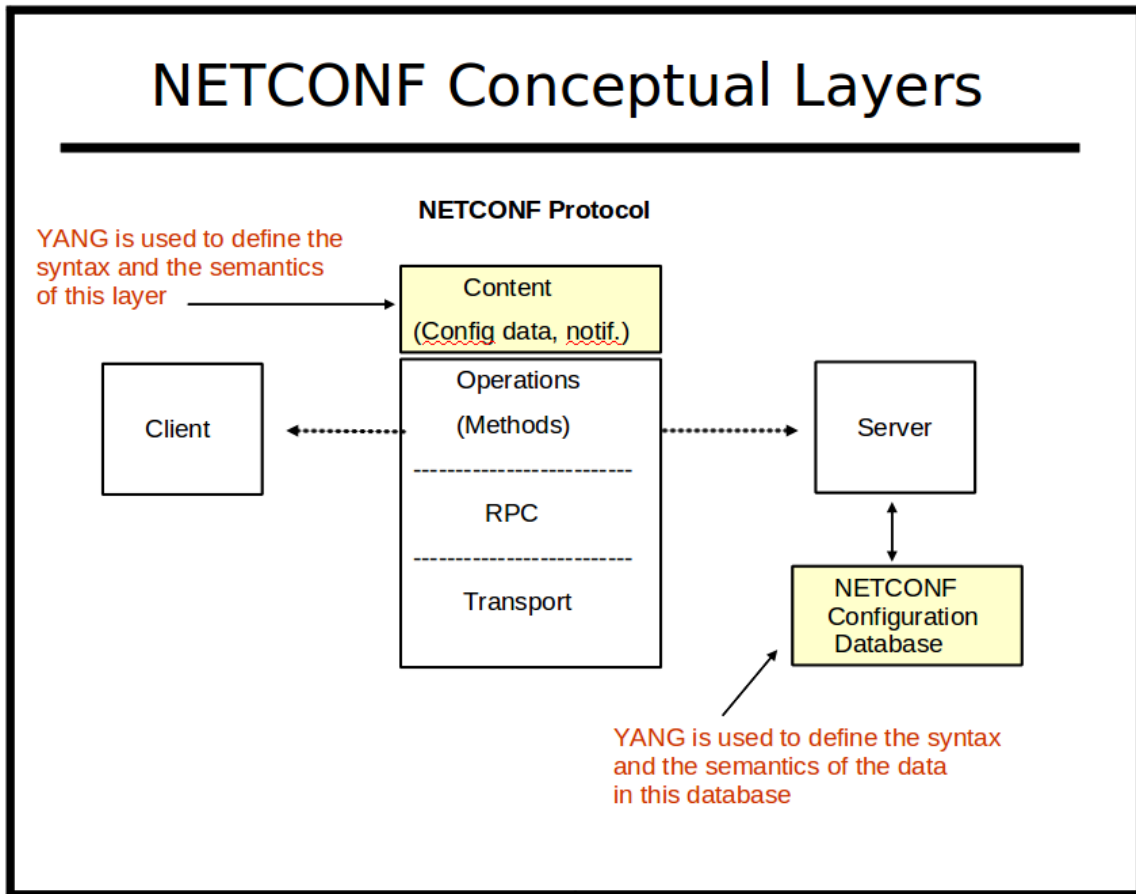 NETCONF Conceptual Layers
NETCONF Protocol
YANG is used to define the
syntax and the semantics
of this layer
Content
(Config data, notif.)
Operations
(Methods)
--------------------------
RPC
--------------------------
Transport
Client
Server
NETCONF
Configuration
Database
YANG is used to define the syntax
and the semantics of the data
in this database